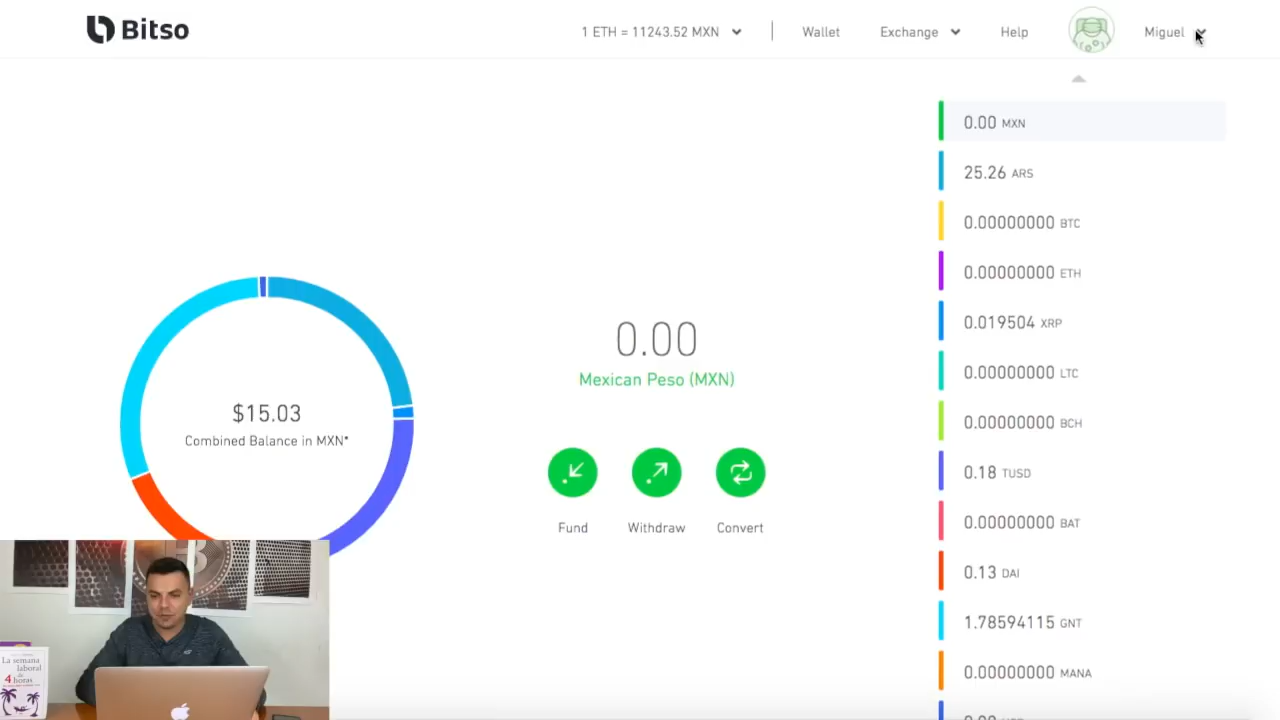 Bitso
1 ETH = 11243.52 MXN
Wallet
Exchange
Help
Miguel
0.00 MXN
25.26 ARS
0.00000000 BTC
0.00000000 ETH
0.019504 XRP
0.00000000 LTC
0.00000000 BCH
0.18 TUSD
0.00000000 BAT
0.13 DAI
1.78594115 GNT
0.00000000 MANA
$15.03
Combined Balance in MXN*
0.00
Mexican Peso (MXN)
Fund
Withdraw
Convert
La semana
laboral
de
4 horas